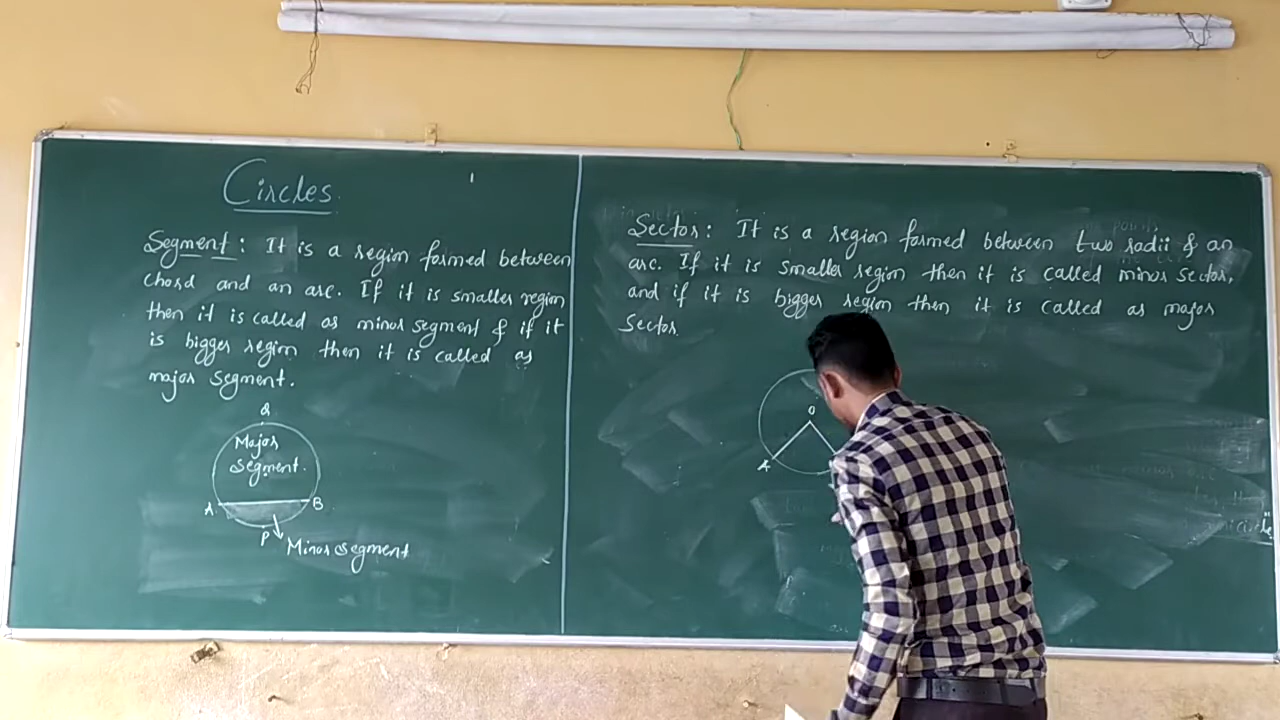 Circles.
Segment: It is a region formed between
chord and an arc. If it is smaller region
then it is called as minor segment & if it
is bigger region then it is called as
major segment.
Q
Major
segment.
A B
P
Minor segment
Sector: It is a region formed between two radii & an
arc. If it is smaller region then it is called minor sector,
and if it is bigger region then it is called as major
Sector.
O
A